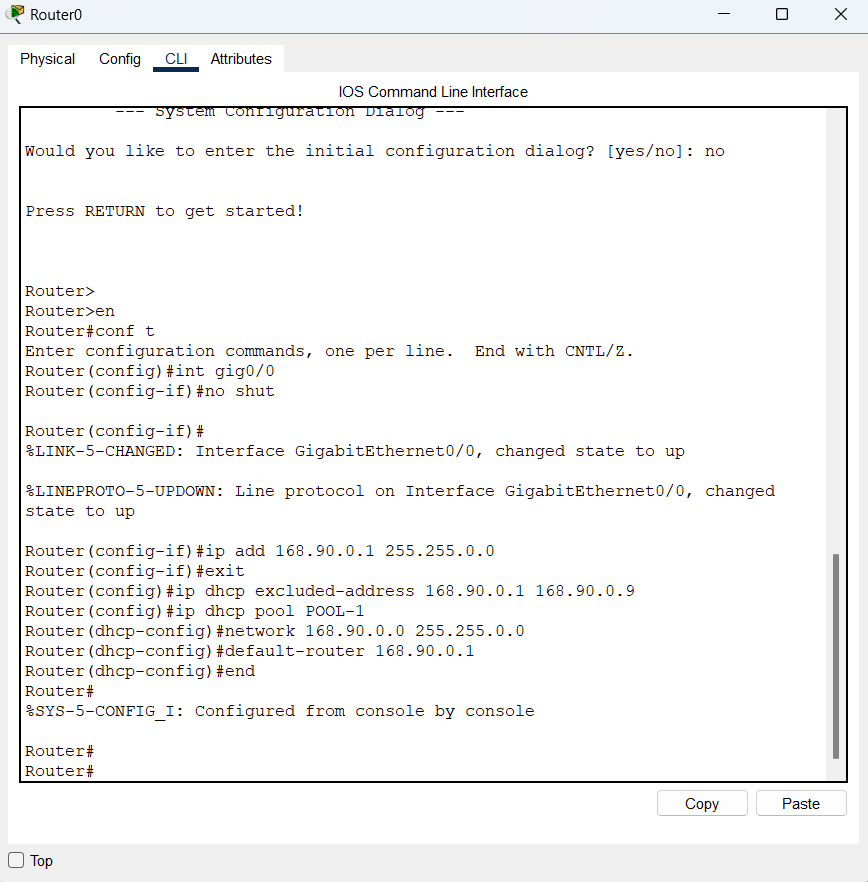 Router0
Physical Config CLI Attributes
IOS Command Line Interface
--- System Configuration Dialog ---
Would you like to enter the initial configuration dialog? [yes/no]: no
Press RETURN to get started!
Router>
Router>en
Router#conf t
Enter configuration commands, one per line.  End with CNTL/Z.
Router(config)#int gig0/0
Router(config-if)#no shut
Router(config-if)#
%LINK-5-CHANGED: Interface GigabitEthernet0/0, changed state to up
%LINEPROTO-5-UPDOWN: Line protocol on Interface GigabitEthernet0/0, changed
state to up
Router(config-if)#ip add 168.90.0.1 255.255.0.0
Router(config-if)#exit
Router(config)#ip dhcp excluded-address 168.90.0.1 168.90.0.9
Router(config)#ip dhcp pool POOL-1
Router(dhcp-config)#network 168.90.0.0 255.255.0.0
Router(dhcp-config)#default-router 168.90.0.1
Router(dhcp-config)#end
Router#
%SYS-5-CONFIG_I: Configured from console by console
Router#
Router#
Copy Paste
Top